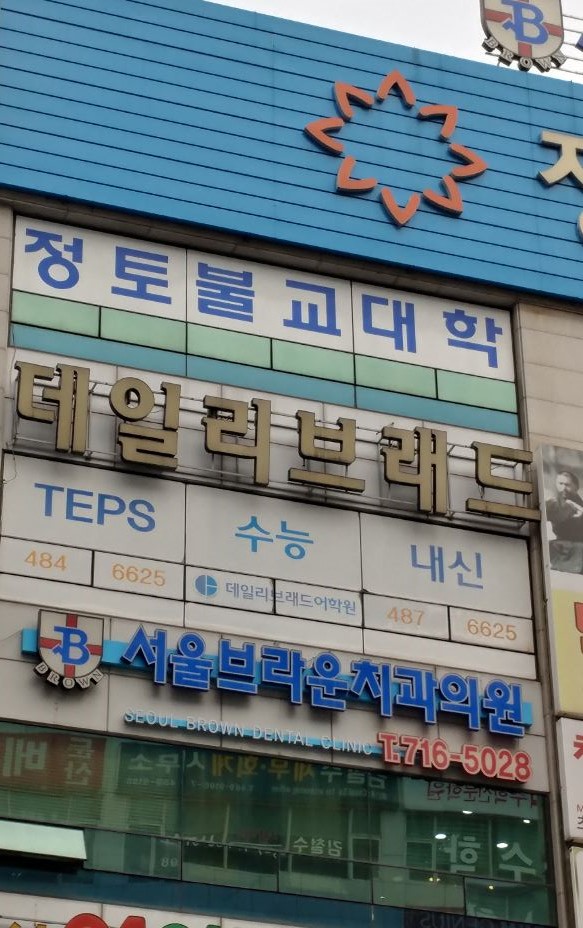 B
BROWN
정토불교대학
데일리브래드
TEPS 수능 내신
484 6625 데일리브래드어학원 487 6625
B
BROWN
서울브라운치과의원
SEOUL BROWN DENTAL CLINIC T.716-5028